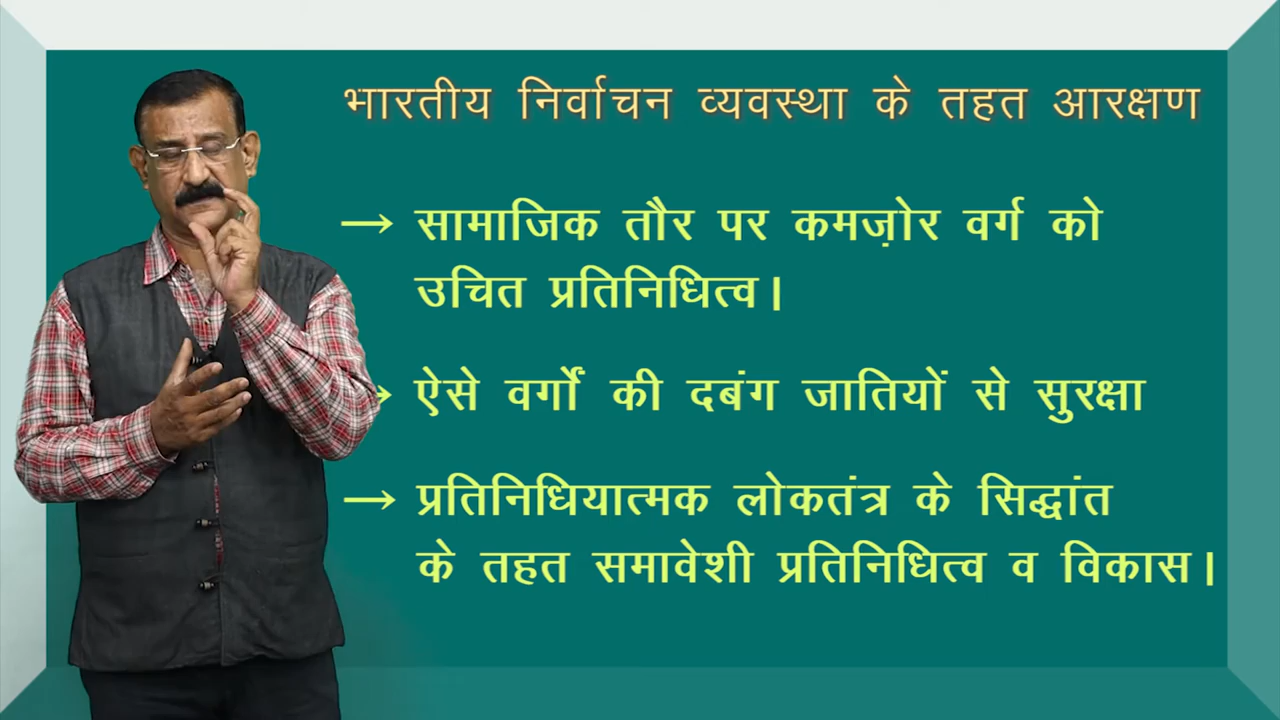 भारतीय निर्वाचन व्यवस्था के तहत आरक्षण
→ सामाजिक तौर पर कमज़ोर वर्ग को
उचित प्रतिनिधित्व।
→ ऐसे वर्गों की दबंग जातियों से सुरक्षा
→ प्रतिनिधियात्मक लोकतंत्र के सिद्धांत
के तहत समावेशी प्रतिनिधित्व व विकास।